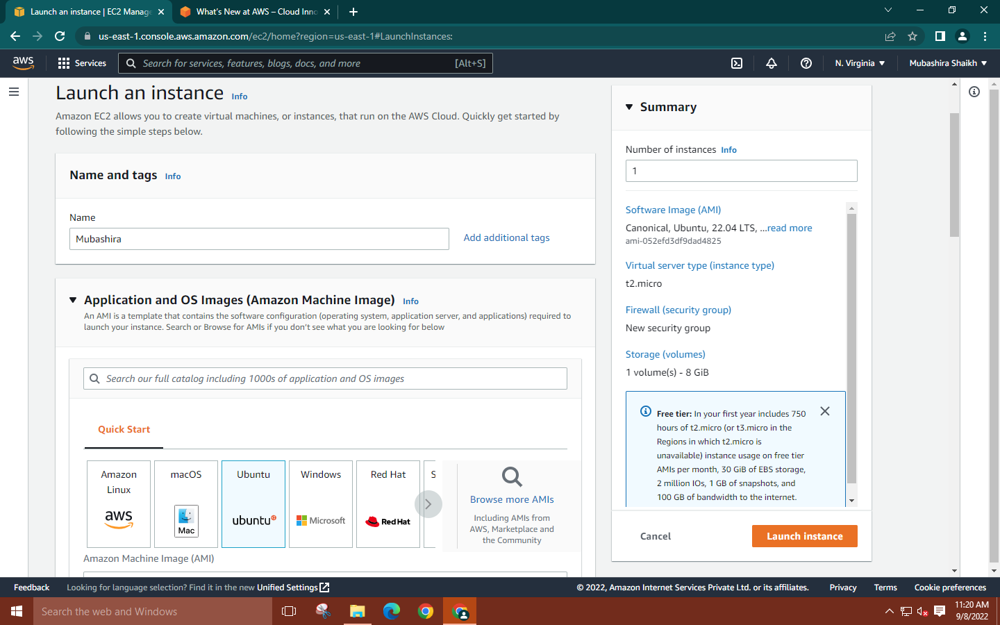 Launch an instance | EC2 Manage
What's New at AWS – Cloud Inno
us-east-1.console.aws.amazon.com/ec2/home?region=us-east-1#LaunchInstances:
aws
Services
Search for services, features, blogs, docs, and more
[Alt+S]
N. Virginia
Mubashira Shaikh
Launch an instance Info
Amazon EC2 allows you to create virtual machines, or instances, that run on the AWS Cloud. Quickly get started by
following the simple steps below.
Name and tags Info
Name
Mubashira
Add additional tags
Application and OS Images (Amazon Machine Image) Info
An AMI is a template that contains the software configuration (operating system, application server, and applications) required to
launch your instance. Search or Browse for AMIs if you don't see what you are looking for below
Search our full catalog including 1000s of application and OS images
Quick Start
Amazon
Linux
aws
macOS
Mac
Ubuntu
ubuntu
Windows
Microsoft
Red Hat
Red Hat
S
Browse more AMIs
Including AMIs from
AWS, Marketplace and
the Community
Amazon Machine Image (AMI)
Summary
Number of instances Info
1
Software Image (AMI)
Canonical, Ubuntu, 22.04 LTS, ...read more
ami-052efd3df9dad4825
Virtual server type (instance type)
t2.micro
Firewall (security group)
New security group
Storage (volumes)
1 volume(s) - 8 GiB
Free tier: In your first year includes 750
hours of t2.micro (or t3.micro in the
Regions in which t2.micro is
unavailable) instance usage on free tier
AMIs per month, 30 GiB of EBS storage,
2 million IOs, 1 GB of snapshots, and
100 GB of bandwidth to the internet.
Cancel
Launch instance
Feedback
Looking for language selection? Find it in the new Unified Settings
© 2022, Amazon Internet Services Private Ltd. or its affiliates.
Privacy
Terms
Cookie preferences
Search the web and Windows
11:20 AM
9/8/2022